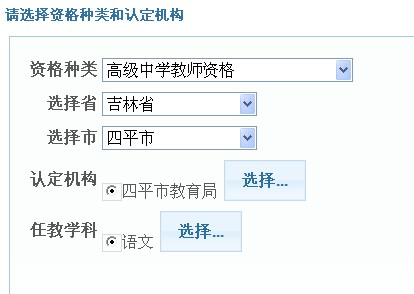 请选择资格种类和认定机构
资格种类 高级中学教师资格
选择省 吉林省
选择市 四平市
认定机构 四平市教育局 选择...
任教学科 语文 选择...